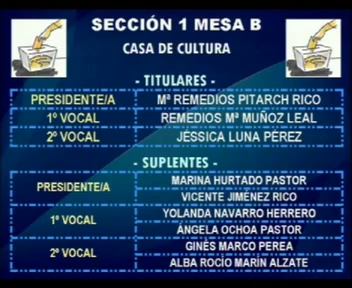 SECCIÓN 1 MESA B
CASA DE CULTURA
- TITULARES -
PRESIDENTE/A Mª REMEDIOS PITARCH RICO
1º VOCAL REMEDIOS Mª MUÑOZ LEAL
2º VOCAL JÉSSICA LUNA PÉREZ
- SUPLENTES -
PRESIDENTE/A MARINA HURTADO PASTOR
VICENTE JIMÉNEZ RICO
1º VOCAL YOLANDA NAVARRO HERRERO
ÁNGELA OCHOA PASTOR
2º VOCAL GINÉS MARCO PEREA
ALBA ROCÍO MARÍN ALZATE